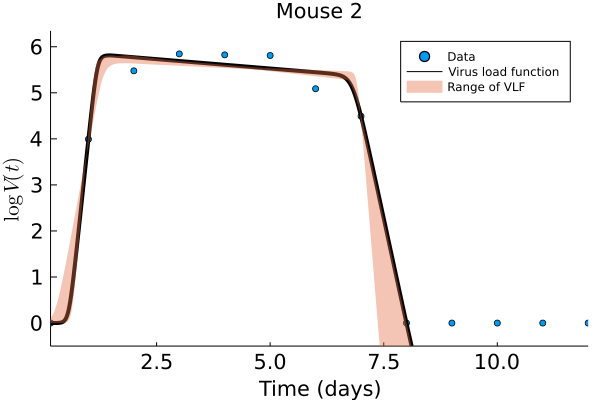 Mouse 2
Data
Virus load function
Range of VLF
6
5
4
3
2
1
0
log V(t)
2.5 5.0 7.5 10.0
Time (days)